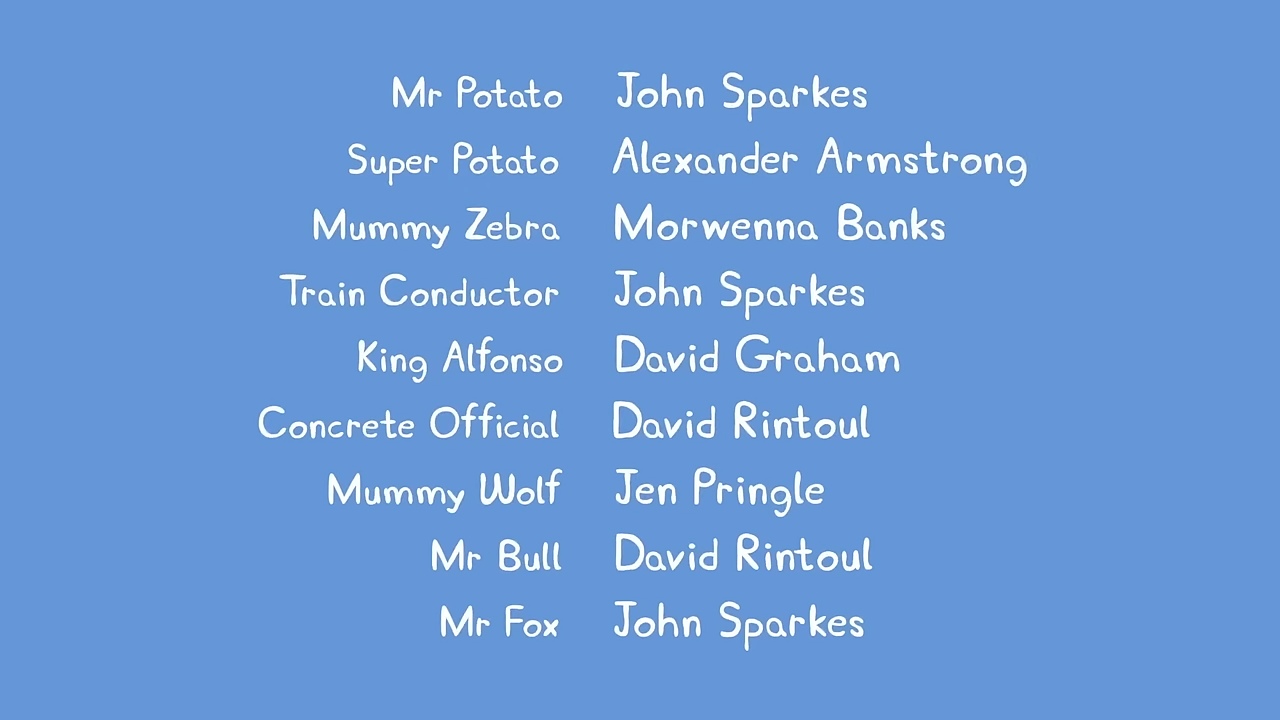 Mr Potato John Sparkes
Super Potato Alexander Armstrong
Mummy Zebra Morwenna Banks
Train Conductor John Sparkes
King Alfonso David Graham
Concrete Official David Rintoul
Mummy Wolf Jen Pringle
Mr Bull David Rintoul
Mr Fox John Sparkes